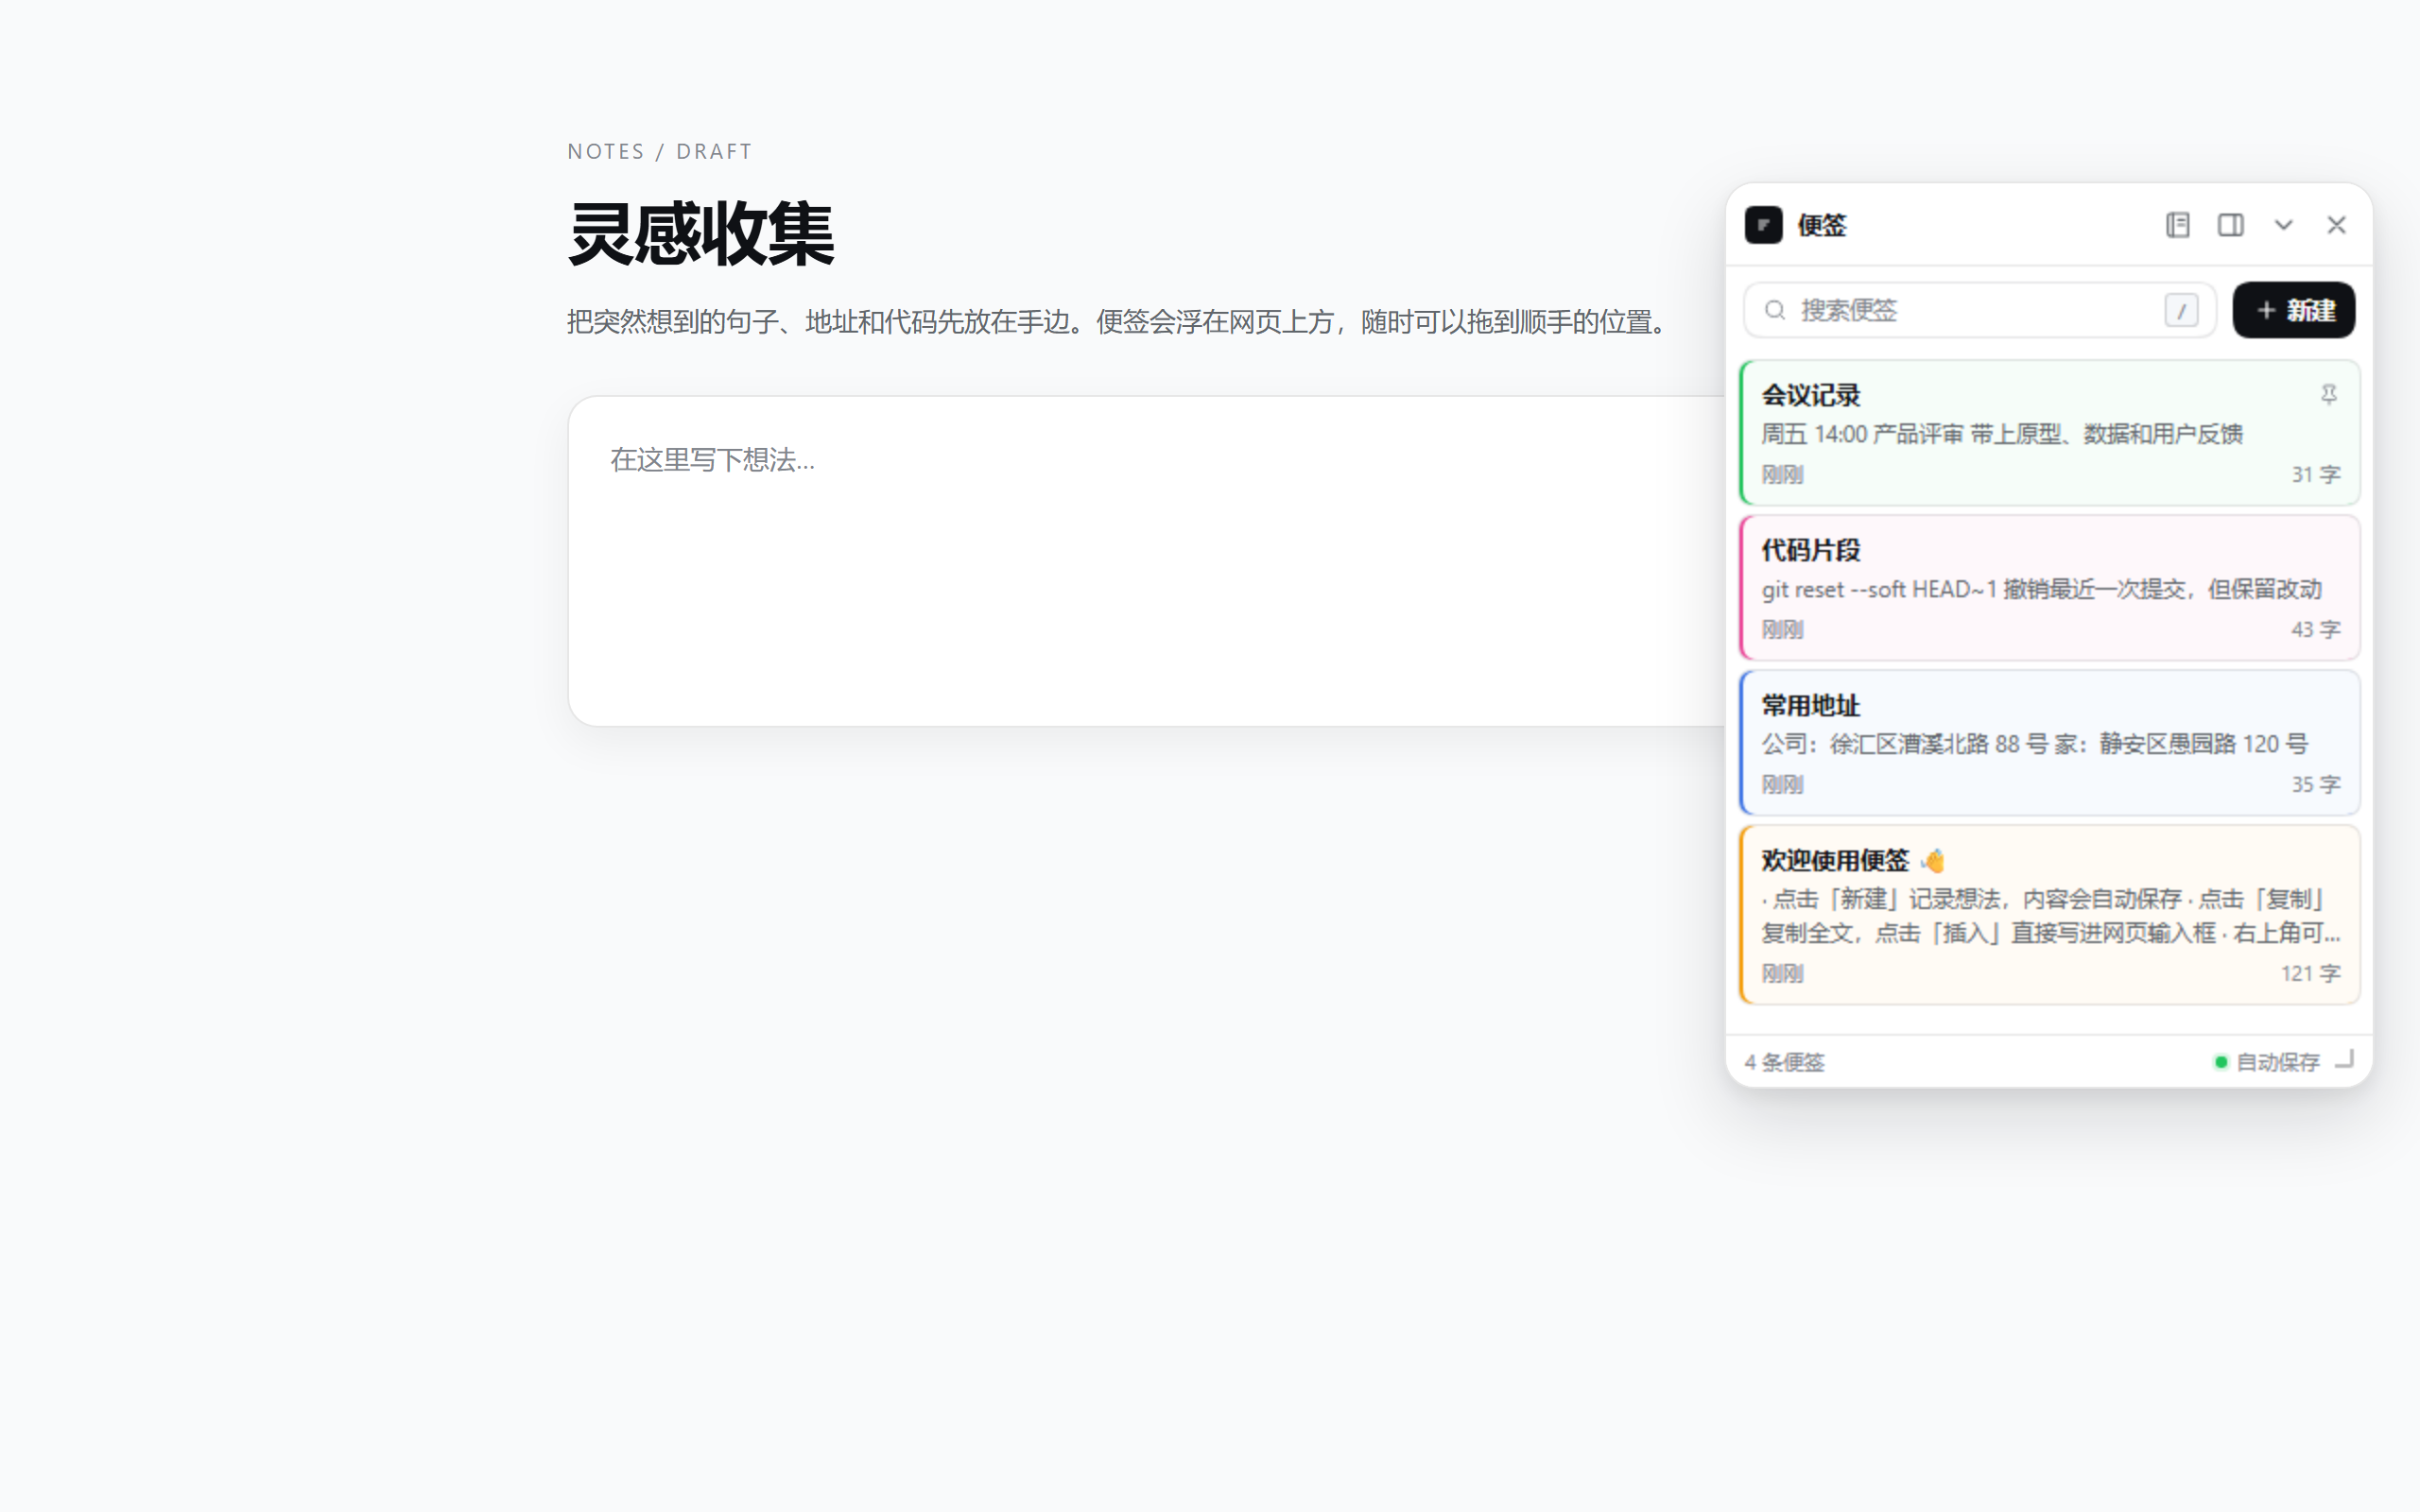 NOTES / DRAFT
灵感收集
把突然想到的句子、地址和代码先放在手边。便签会浮在网页上方，随时可以拖到顺手的位置。
在这里写下想法...
便签
搜索便签
/
+ 新建
会议记录
周五 14:00 产品评审 带上原型、数据和用户反馈
刚刚
31 字
代码片段
git reset --soft HEAD~1 撤销最近一次提交，但保留改动
刚刚
43 字
常用地址
公司：徐汇区漕溪北路 88 号 家：静安区愚园路 120 号
刚刚
35 字
欢迎使用便签 👋
· 点击「新建」记录想法，内容会自动保存 · 点击「复制」
复制全文，点击「插入」直接写进网页输入框 · 右上角可...
刚刚
121 字
4 条便签
自动保存